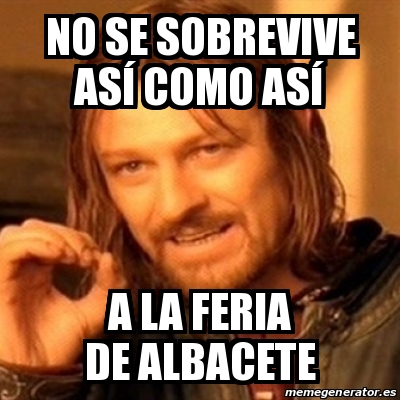 NO SE SOBREVIVE
ASÍ COMO ASÍ
A LA FERIA
DE ALBACETE
memegenerator.es